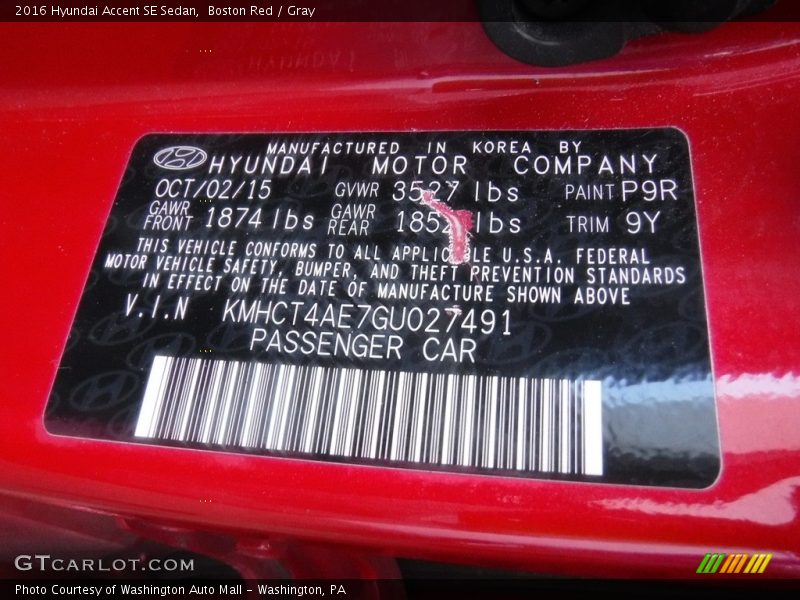 2016 Hyundai Accent SE Sedan, Boston Red / Gray
MANUFACTURED IN KOREA BY
HYUNDAI MOTOR COMPANY
OCT/02/15 GVWR 3527 lbs PAINT P9R
GAWR FRONT 1874 lbs GAWR REAR lbs TRIM 9Y
THIS VEHICLE CONFORMS TO ALL APPLICABLE U.S.A. FEDERAL
MOTOR VEHICLE SAFETY, BUMPER, AND THEFT PREVENTION STANDARDS
IN EFFECT ON THE DATE OF MANUFACTURE SHOWN ABOVE
V.I.N KMHCT4AE7GU027491
PASSENGER CAR
GTCARLOT.COM
Photo Courtesy of Washington Auto Mall - Washington, PA